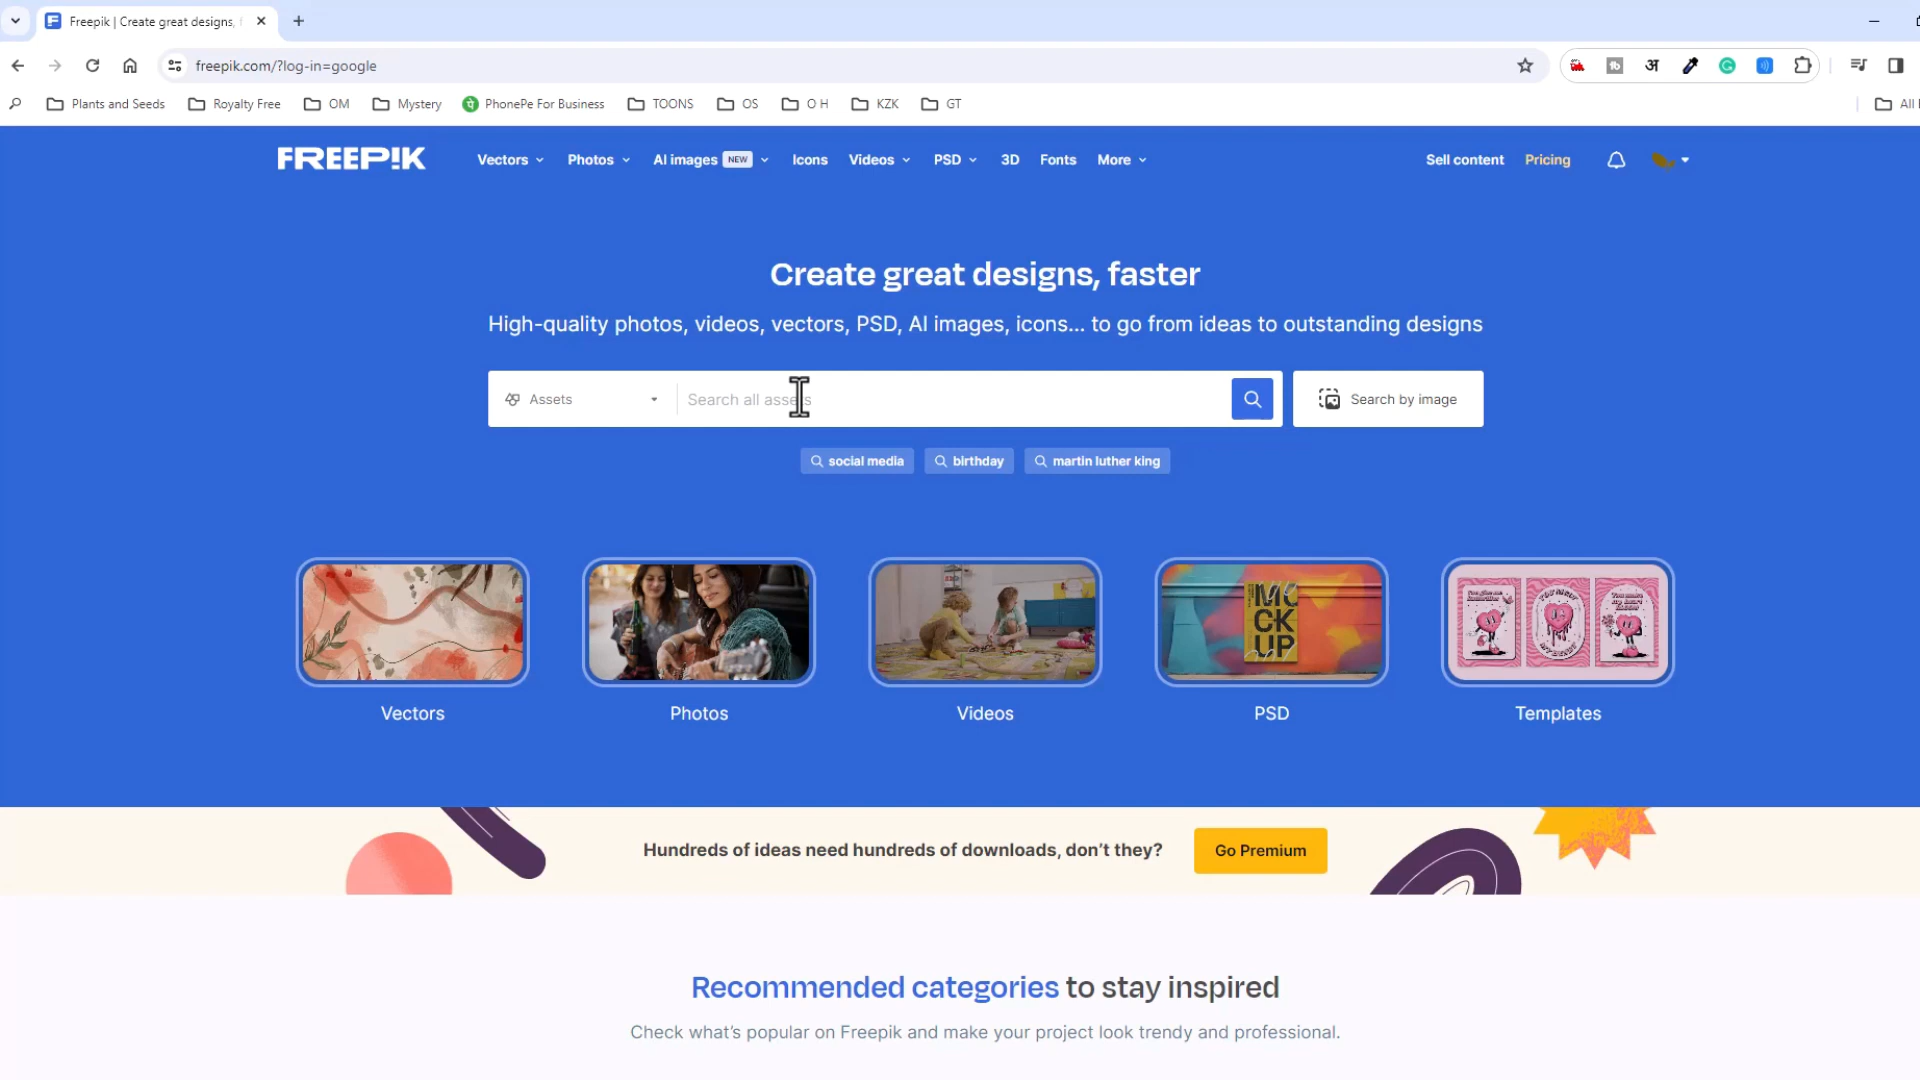 Freepik | Create great designs, f
freepik.com/?log-in=google
Plants and Seeds
Royalty Free
OM
Mystery
PhonePe For Business
TOONS
OS
O H
KZK
GT
All
FREEPIK
Vectors
Photos
AI images NEW
Icons
Videos
PSD
3D
Fonts
More
Sell content
Pricing
Create great designs, faster
High-quality photos, videos, vectors, PSD, AI images, icons... to go from ideas to outstanding designs
Assets
Search all assets
Search by image
social media
birthday
martin luther king
MOCKUP
Vectors
Photos
Videos
PSD
Templates
Hundreds of ideas need hundreds of downloads, don't they?
Go Premium
Recommended categories to stay inspired
Check what's popular on Freepik and make your project look trendy and professional.